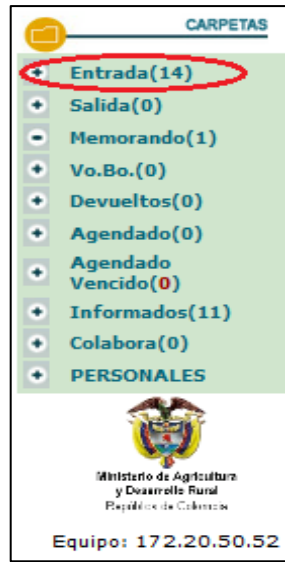 CARPETAS
Entrada(14)
Salida(0)
Memorando(1)
Vo.Bo.(0)
Devueltos(0)
Agendado(0)
Agendado
Vencido(0)
Informados(11)
Colabora(0)
PERSONALES
Ministerio de Agricultura
y Desarrollo Rural
República de Colombia
Equipo: 172.20.50.52